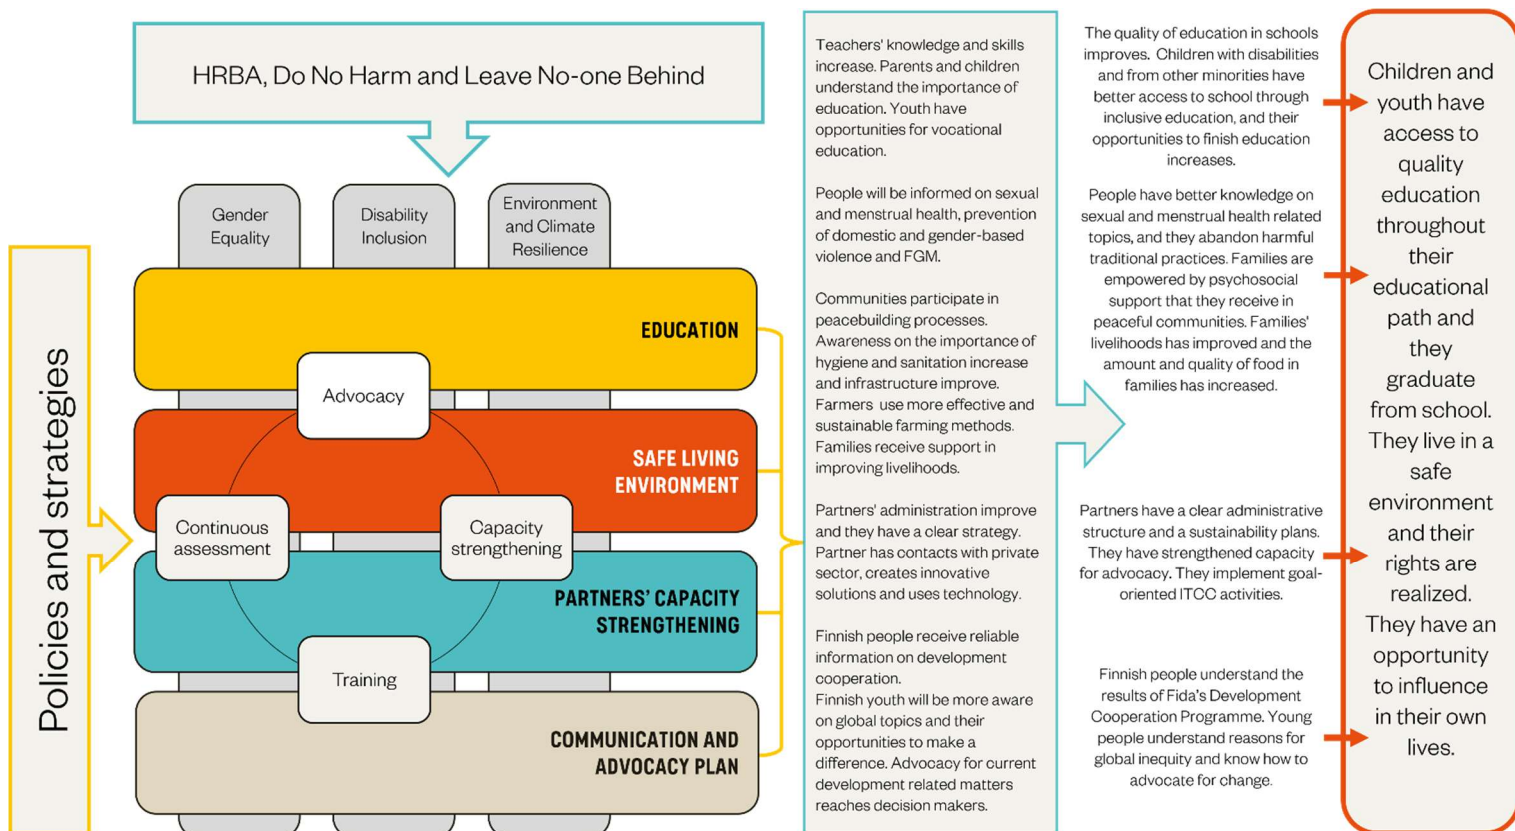 HRBA, Do No Harm and Leave No-one Behind
Policies and strategies
Gender
Equality
Disability
Inclusion
Environment
and Climate
Resilience
EDUCATION
Advocacy
SAFE LIVING
ENVIRONMENT
Continuous
assessment
Capacity
strengthening
PARTNERS' CAPACITY
STRENGTHENING
Training
COMMUNICATION AND
ADVOCACY PLAN
Teachers' knowledge and skills
increase. Parents and children
understand the importance of
education. Youth have
opportunities for vocational
education.
People will be informed on sexual
and menstrual health, prevention
of domestic and gender-based
violence and FGM.
Communities participate in
peacebuilding processes.
Awareness on the importance of
hygiene and sanitation increase
and infrastructure improve.
Farmers use more effective and
sustainable farming methods.
Families receive support in
improving livelihoods.
Partners' administration improve
and they have a clear strategy.
Partner has contacts with private
sector, creates innovative
solutions and uses technology.
Finnish people receive reliable
information on development
cooperation.
Finnish youth will be more aware
on global topics and their
opportunities to make a
difference. Advocacy for current
development related matters
reaches decision makers.
The quality of education in schools
improves. Children with disabilities
and from other minorities have
better access to school through
inclusive education, and their
opportunities to finish education
increases.
People have better knowledge on
sexual and menstrual health related
topics, and they abandon harmful
traditional practices. Families are
empowered by psychosocial
support that they receive in
peaceful communities. Families'
livelihoods has improved and the
amount and quality of food in
families has increased.
Partners have a clear administrative
structure and a sustainability plans.
They have strengthened capacity
for advocacy. They implement goal-
oriented ITCC activities.
Finnish people understand the
results of Fida's Development
Cooperation Programme. Young
people understand reasons for
global inequity and know how to
advocate for change.
Children and
youth have
access to
quality
education
throughout
their
educational
path and
they
graduate
from school.
They live in a
safe
environment
and their
rights are
realized.
They have an
opportunity
to influence
in their own
lives.